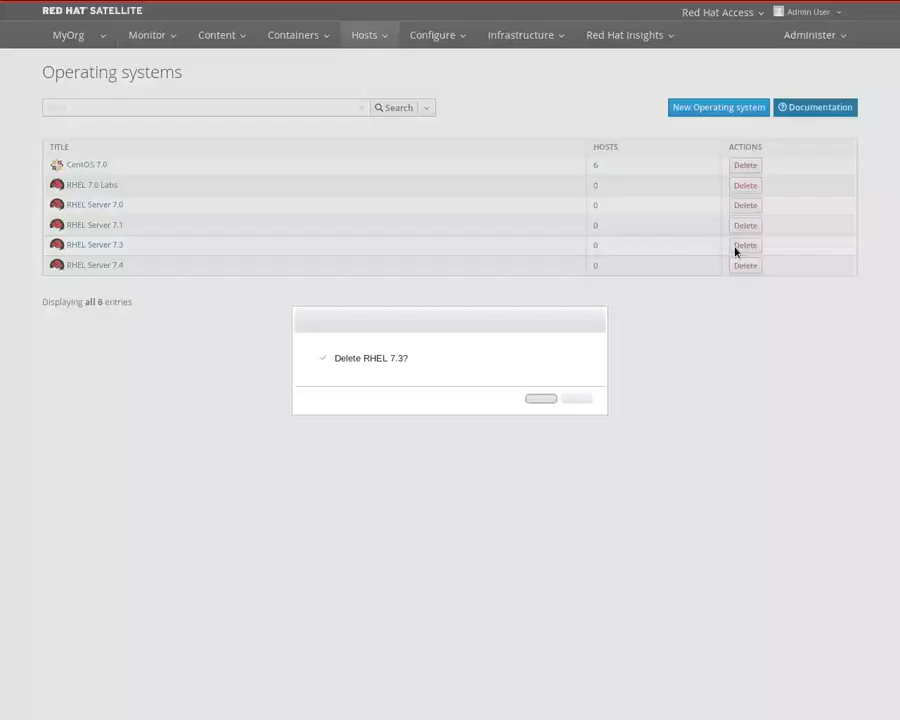 RED HAT SATELLITE
Red Hat Access
Admin User
MyOrg Monitor Content Containers Hosts Configure Infrastructure Red Hat Insights Administer
Operating systems
Search New Operating system Documentation
TITLE HOSTS ACTIONS
CentOS 7.0 6 Delete
RHEL 7.0 Labs 0 Delete
RHEL Server 7.0 0 Delete
RHEL Server 7.1 0 Delete
RHEL Server 7.3 0 Delete
RHEL Server 7.4 0 Delete
Displaying all 6 entries
Delete RHEL 7.3?